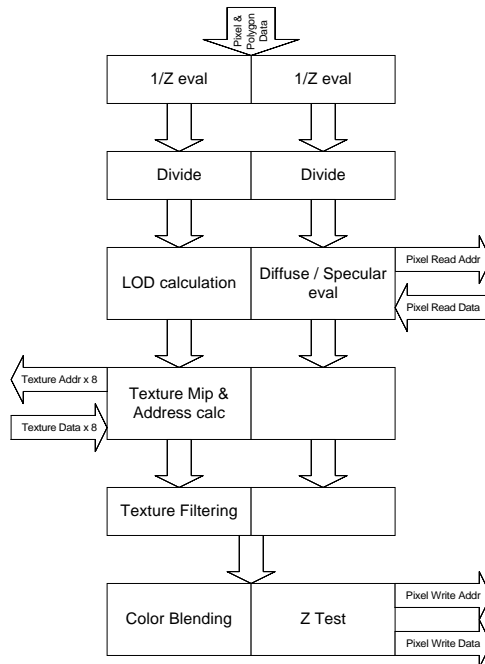 Pixel &
Polygon
Data
1/Z eval
1/Z eval
Divide
Divide
LOD calculation
Diffuse / Specular
eval
Pixel Read Addr
Pixel Read Data
Texture Addr x 8
Texture Data x 8
Texture Mip &
Address calc
Texture Filtering
Color Blending
Z Test
Pixel Write Addr
Pixel Write Data